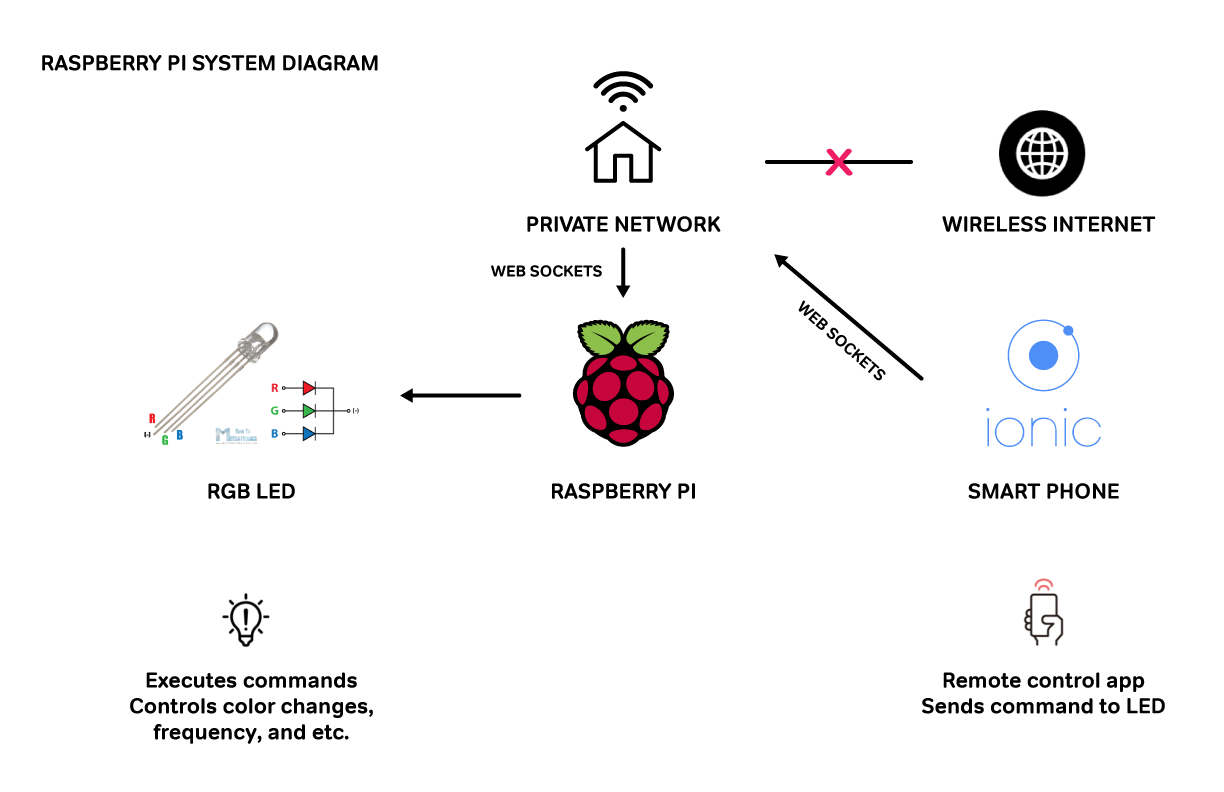 RASPBERRY PI SYSTEM DIAGRAM
PRIVATE NETWORK
WIRELESS INTERNET
WEB SOCKETS
WEB SOCKETS
R
G
B
(-)
R
(-)
G
B
How To
MECHATRONICS
ionic
RGB LED
RASPBERRY PI
SMART PHONE
Executes commands
Controls color changes,
frequency, and etc.
Remote control app
Sends command to LED